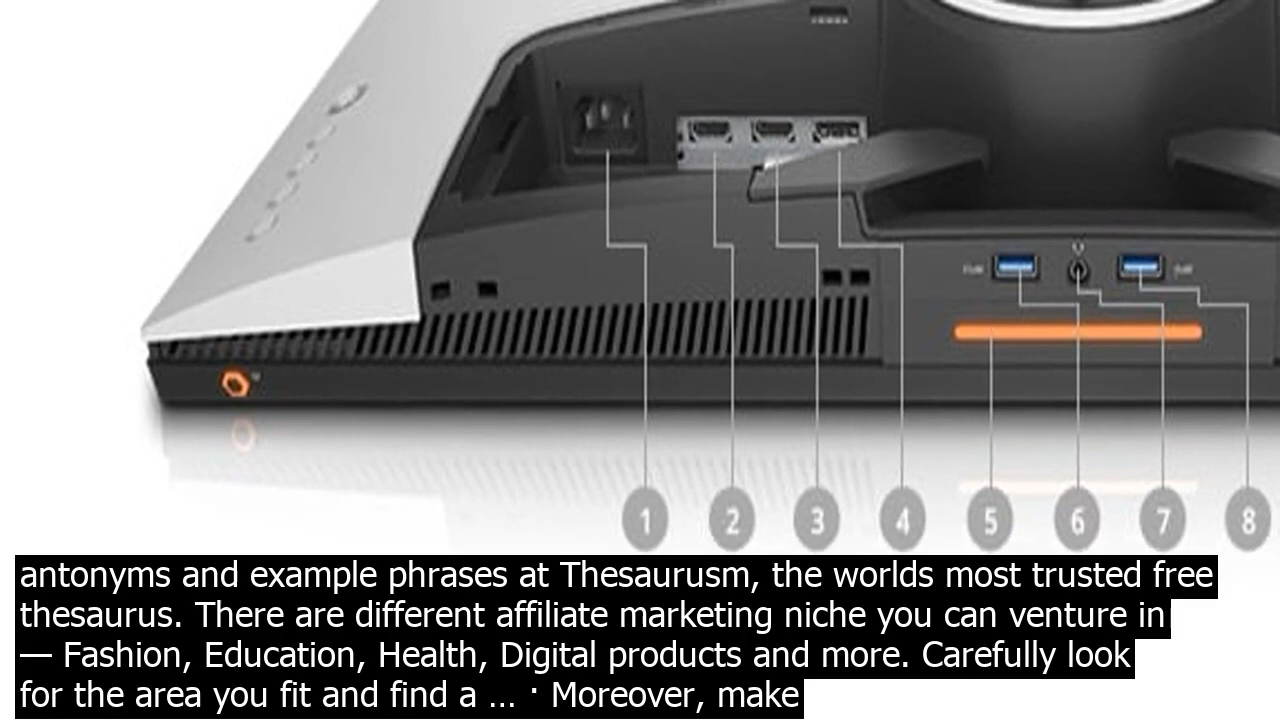 1 2 3 4 5 6 7 8
antonyms and example phrases at Thesaurusm, the worlds most trusted free
thesaurus. There are different affiliate marketing niche you can venture in
— Fashion, Education, Health, Digital products and more. Carefully look
for the area you fit and find a ... · Moreover, make